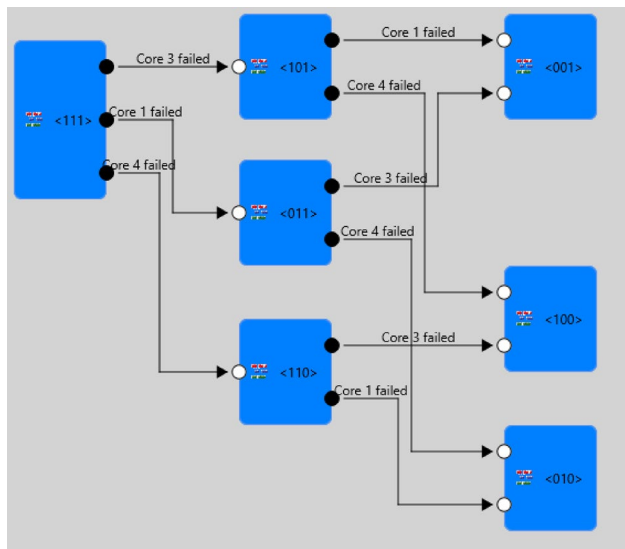 Core 1 failed
Core 3 failed
<101>
<001>
Core 4 failed
Core 1 failed
<111>
Core 4 failed
Core 3 failed
<011>
Core 4 failed
<100>
Core 3 failed
<110>
Core 1 failed
<010>